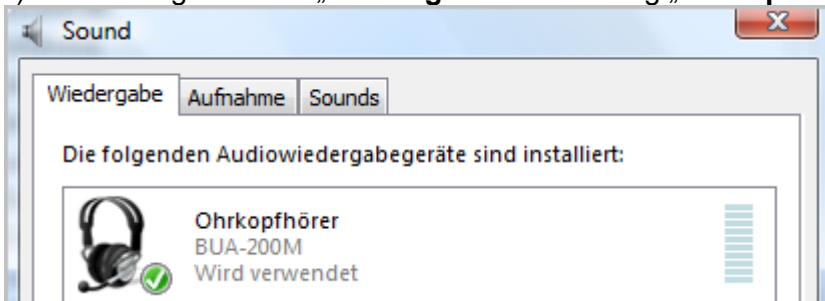 Sound
Wiedergabe Aufnahme Sounds
Die folgenden Audiowiedergabegeräte sind installiert:
Ohrkopfhörer
BUA-200M
Wird verwendet